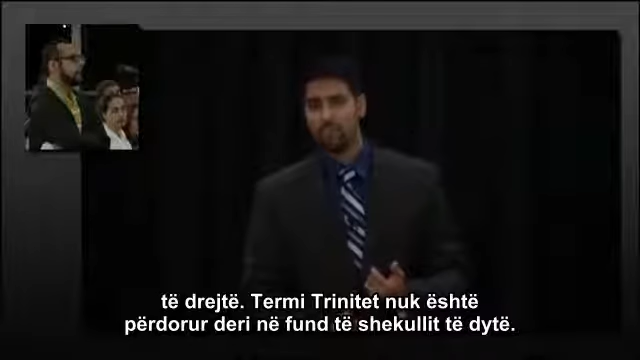 të drejtë. Termi Trinitet nuk është
përdorur deri në fund të shekullit të dytë.